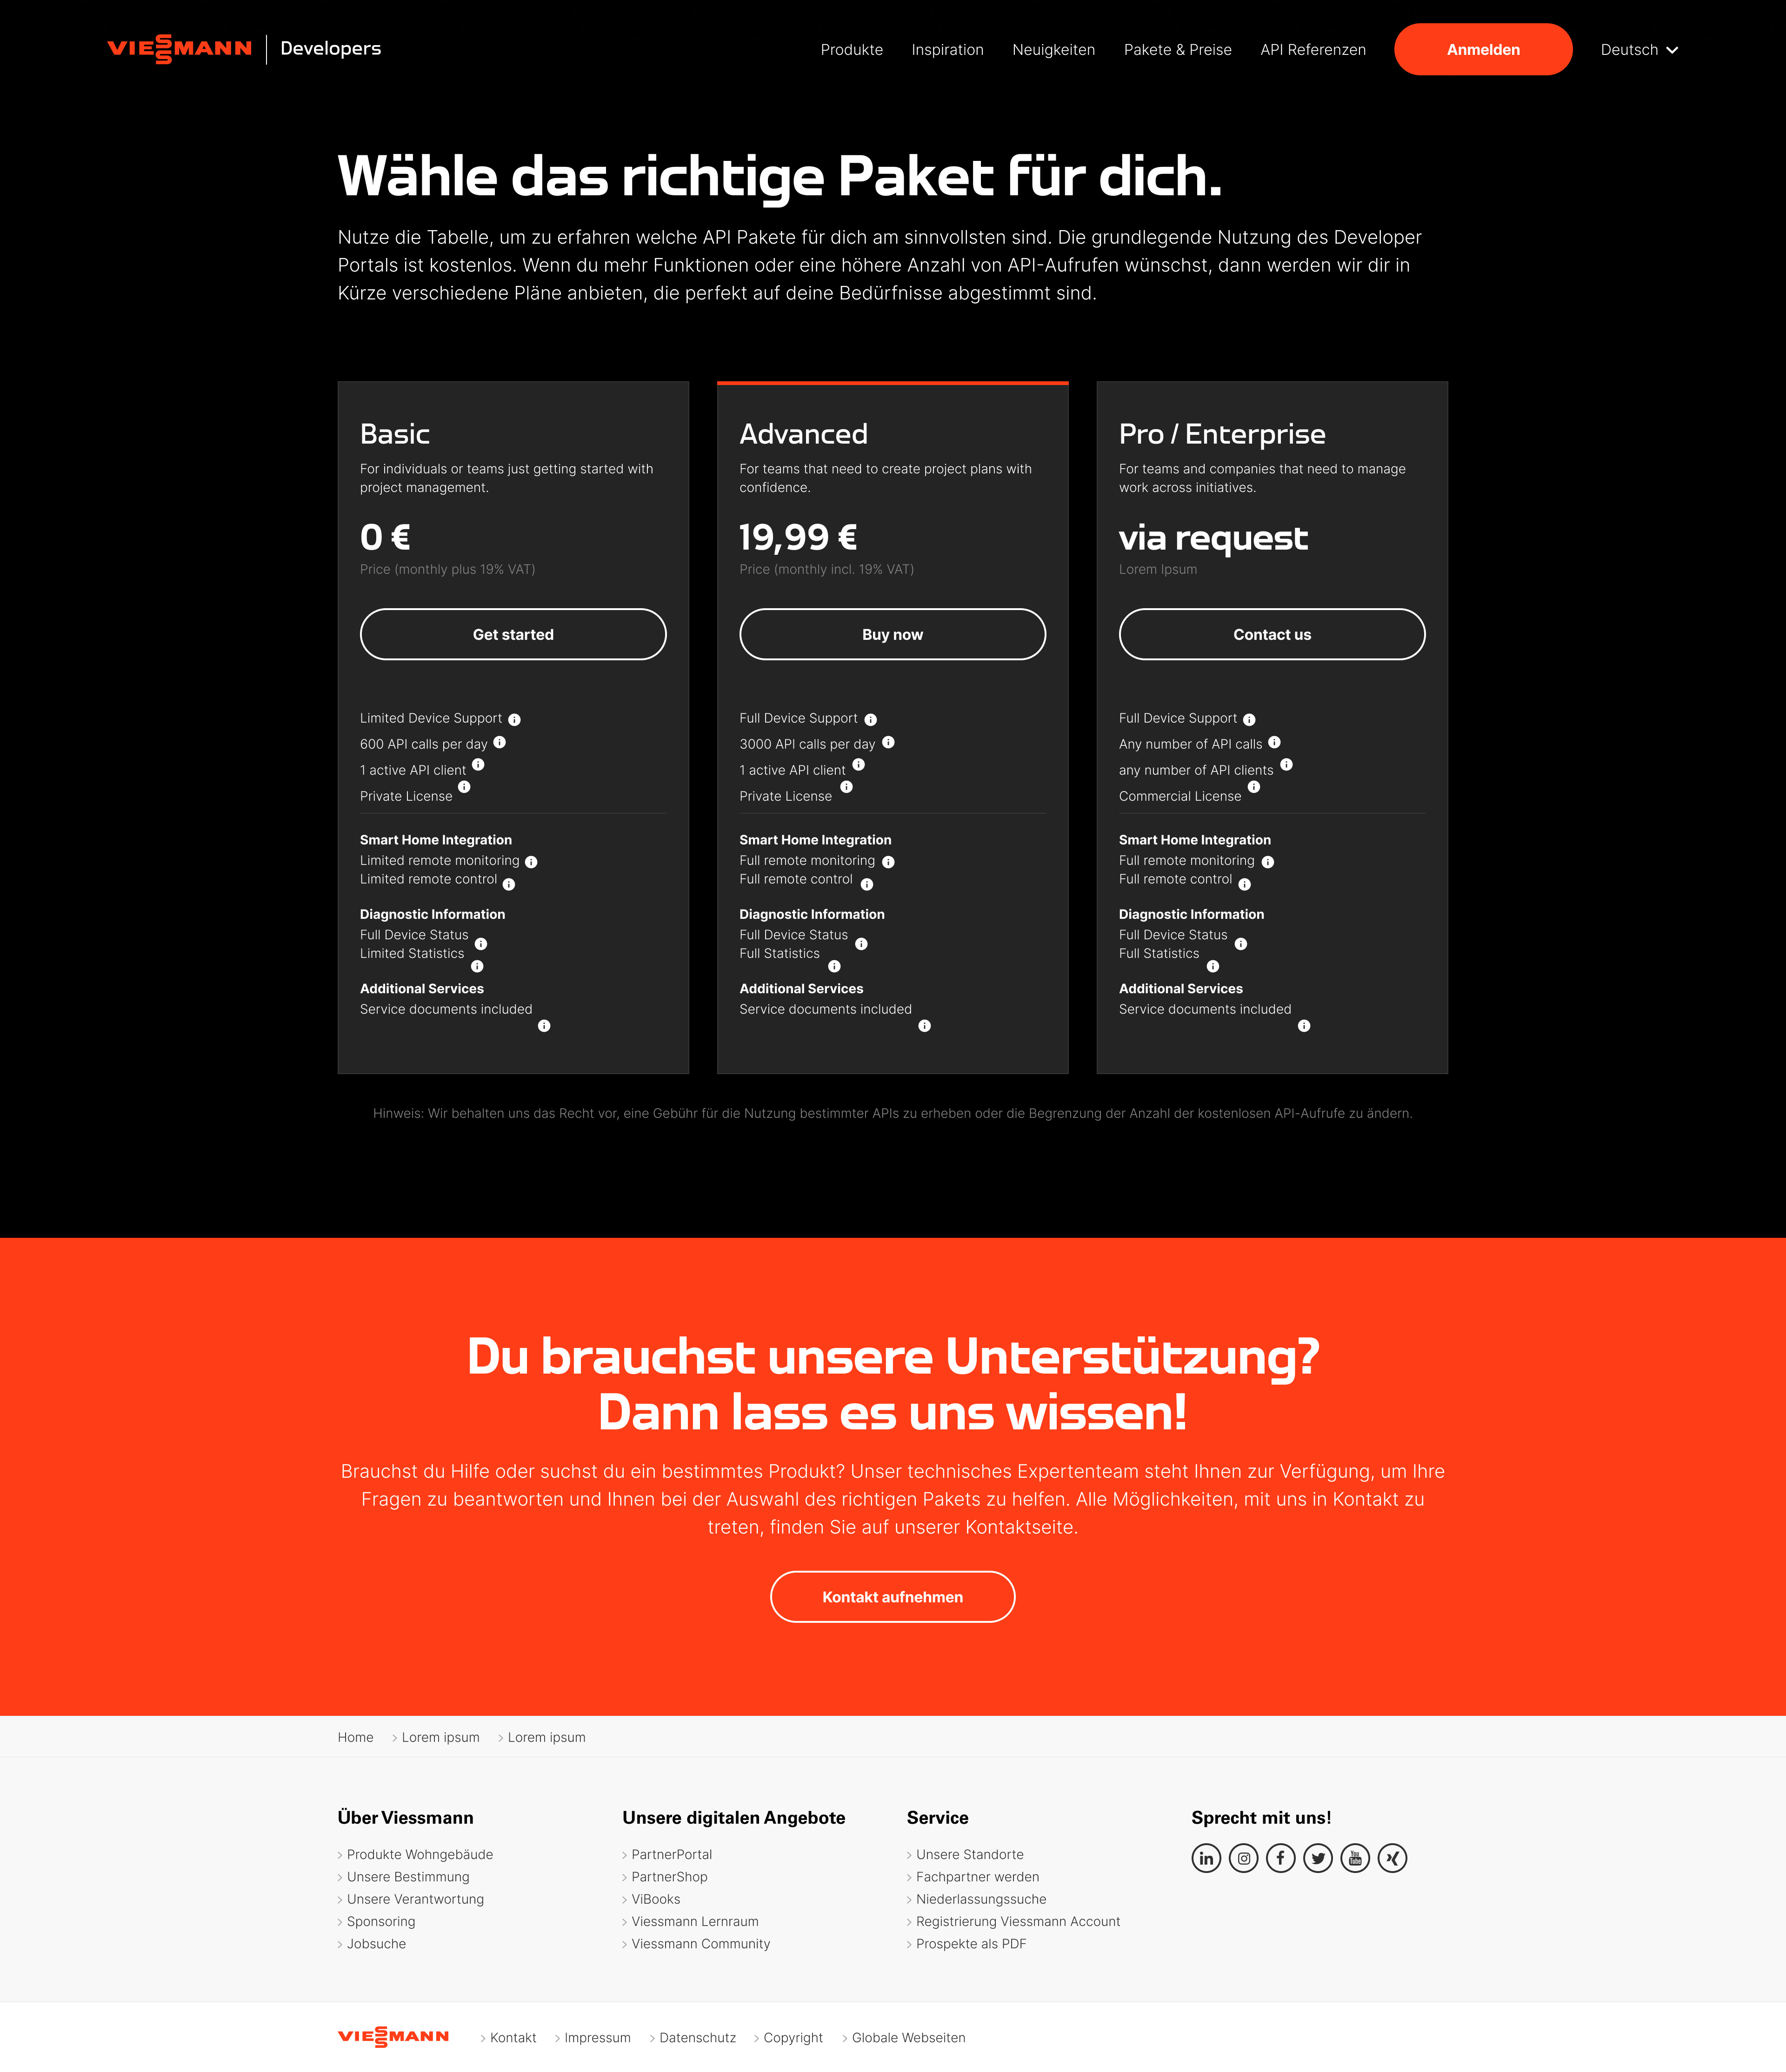 VIESSMANN Developers
Produkte Inspiration Neuigkeiten Pakete & Preise API Referenzen Anmelden Deutsch
Wähle das richtige Paket für dich.
Nutze die Tabelle, um zu erfahren welche API Pakete für dich am sinnvollsten sind. Die grundlegende Nutzung des Developer
Portals ist kostenlos. Wenn du mehr Funktionen oder eine höhere Anzahl von API-Aufrufen wünschst, dann werden wir dir in
Kürze verschiedene Pläne anbieten, die perfekt auf deine Bedürfnisse abgestimmt sind.
Basic
For individuals or teams just getting started with
project management.
0 €
Price (monthly plus 19% VAT)
Get started
Limited Device Support
600 API calls per day
1 active API client
Private License
Smart Home Integration
Limited remote monitoring
Limited remote control
Diagnostic Information
Full Device Status
Limited Statistics
Additional Services
Service documents included
Advanced
For teams that need to create project plans with
confidence.
19,99 €
Price (monthly incl. 19% VAT)
Buy now
Full Device Support
3000 API calls per day
1 active API client
Private License
Smart Home Integration
Full remote monitoring
Full remote control
Diagnostic Information
Full Device Status
Full Statistics
Additional Services
Service documents included
Pro / Enterprise
For teams and companies that need to manage
work across initiatives.
via request
Lorem Ipsum
Contact us
Full Device Support
Any number of API calls
any number of API clients
Commercial License
Smart Home Integration
Full remote monitoring
Full remote control
Diagnostic Information
Full Device Status
Full Statistics
Additional Services
Service documents included
Hinweis: Wir behalten uns das Recht vor, eine Gebühr für die Nutzung bestimmter APIs zu erheben oder die Begrenzung der Anzahl der kostenlosen API-Aufrufe zu ändern.
Du brauchst unsere Unterstützung?
Dann lass es uns wissen!
Brauchst du Hilfe oder suchst du ein bestimmtes Produkt? Unser technisches Expertenteam steht Ihnen zur Verfügung, um Ihre
Fragen zu beantworten und Ihnen bei der Auswahl des richtigen Pakets zu helfen. Alle Möglichkeiten, mit uns in Kontakt zu
treten, finden Sie auf unserer Kontaktseite.
Kontakt aufnehmen
Home Lorem ipsum Lorem ipsum
Über Viessmann
Produkte Wohngebäude
Unsere Bestimmung
Unsere Verantwortung
Sponsoring
Jobsuche
Unsere digitalen Angebote
PartnerPortal
PartnerShop
ViBooks
Viessmann Lernraum
Viessmann Community
Service
Unsere Standorte
Fachpartner werden
Niederlassungssuche
Registrierung Viessmann Account
Prospekte als PDF
Sprecht mit uns!
VIESSMANN Kontakt Impressum Datenschutz Copyright Globale Webseiten